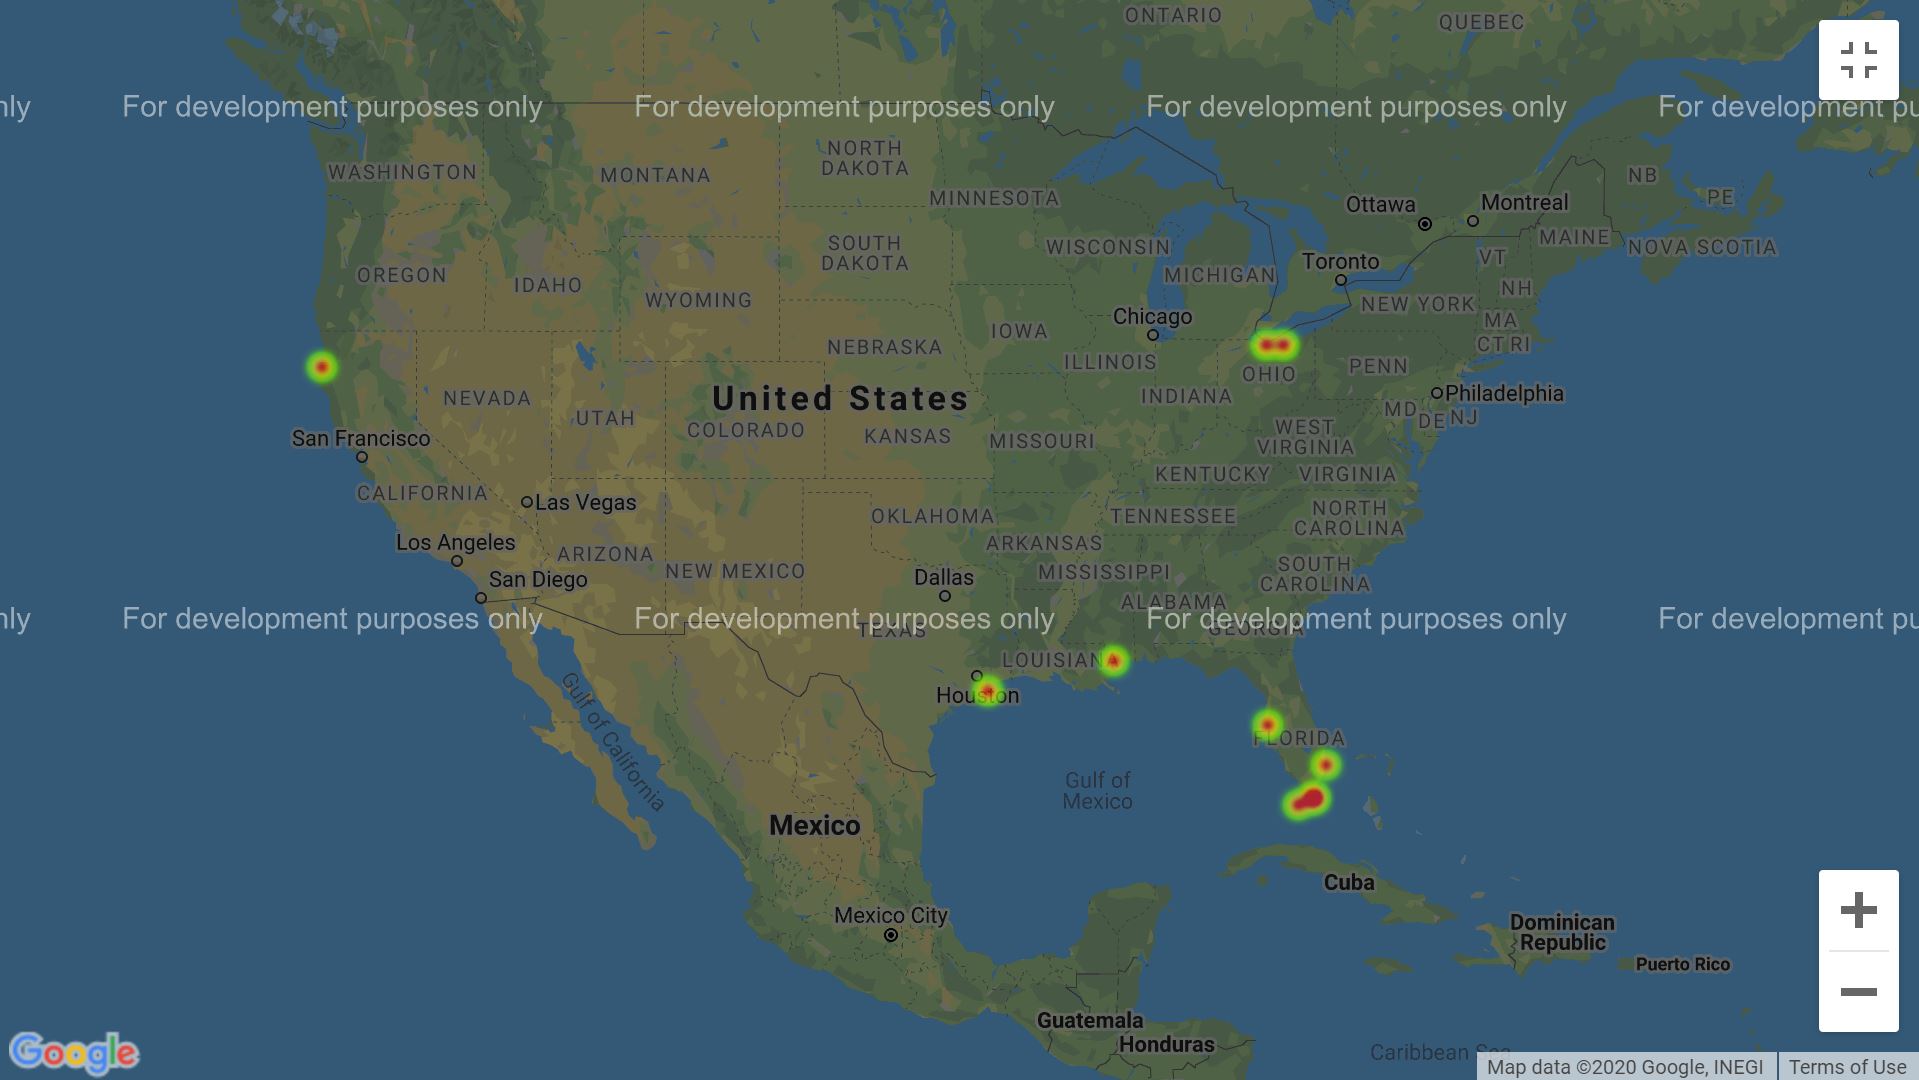 ONTARIO
QUEBEC
nly
For development purposes only
For development purposes only
For development purposes only
For development pu
NORTH
DAKOTA
WASHINGTON
MONTANA
NB
PE
MINNESOTA
Ottawa
Montreal
MAINE
NOVA SCOTIA
SOUTH
DAKOTA
WISCONSIN
VT
Toronto
OREGON
IDAHO
MICHIGAN
NH
WYOMING
NEW YORK
Chicago
MA
IOWA
CT RI
NEBRASKA
ILLINOIS
PENN
OHIO
United States
NEVADA
INDIANA
Philadelphia
MD
DE
NJ
UTAH
COLORADO
KANSAS
MISSOURI
WEST
VIRGINIA
San Francisco
KENTUCKY
VIRGINIA
CALIFORNIA
Las Vegas
OKLAHOMA
TENNESSEE
NORTH
CAROLINA
Los Angeles
ARIZONA
NEW MEXICO
ARKANSAS
MISSISSIPPI
SOUTH
CAROLINA
San Diego
Dallas
ALABAMA
nly
For development purposes only
For development purposes only
For development purposes only
For development pu
TEXAS
GEORGIA
LOUISIANA
Houston
Gulf of California
FLORIDA
Gulf of
Mexico
Mexico
Cuba
Mexico City
Dominican
Republic
Puerto Rico
Guatemala
Honduras
Caribbean Sea
Google
Map data ©2020 Google, INEGI
Terms of Use